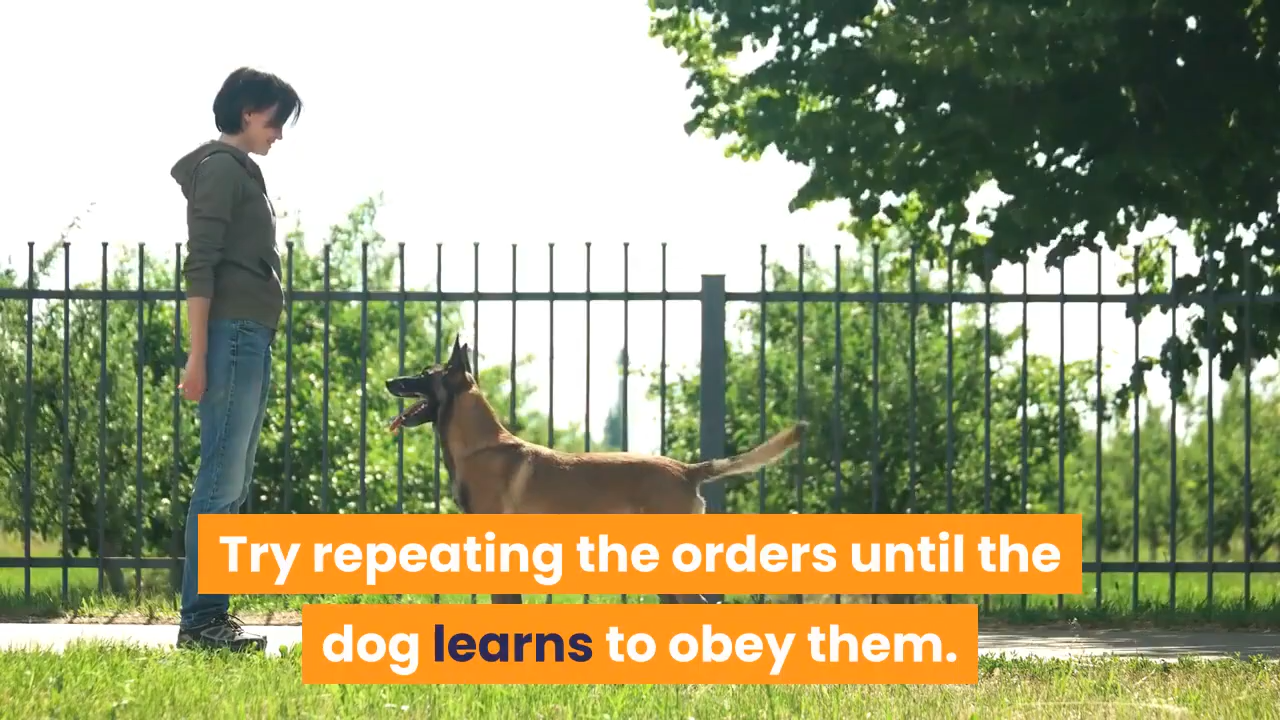 Try repeating the orders until the
dog learns to obey them.